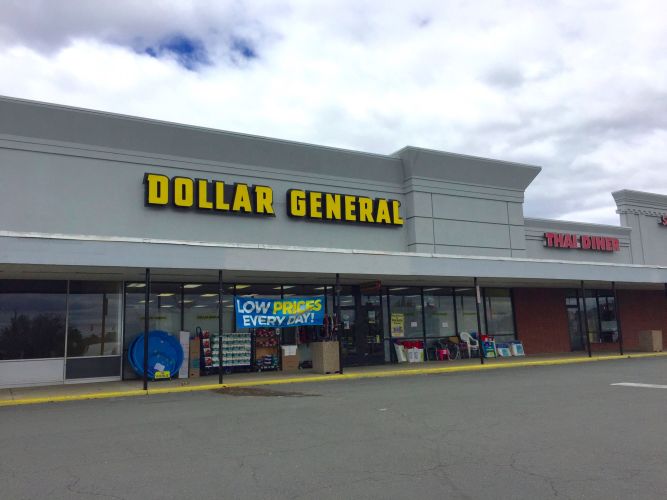 DOLLAR GENERAL
THAI DINER
LOW PRICES
EVERY DAY!